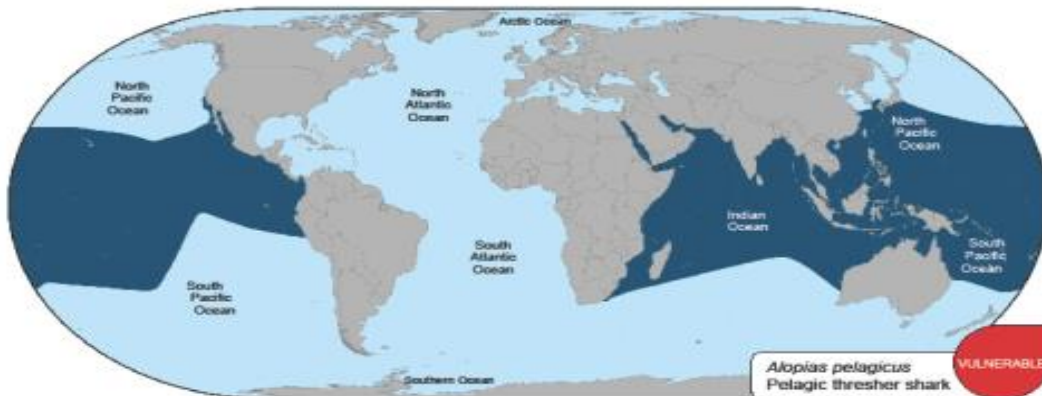 Arctic Ocean
North
Pacific
Ocean
North
Atlantic
Ocean
North
Pacific
Ocean
Indian
Ocean
South
Atlantic
Ocean
South
Pacific
Ocean
South
Pacific
Ocean
Southern Ocean
Alopias pelagicus
Pelagic thresher shark
VULNERABLE